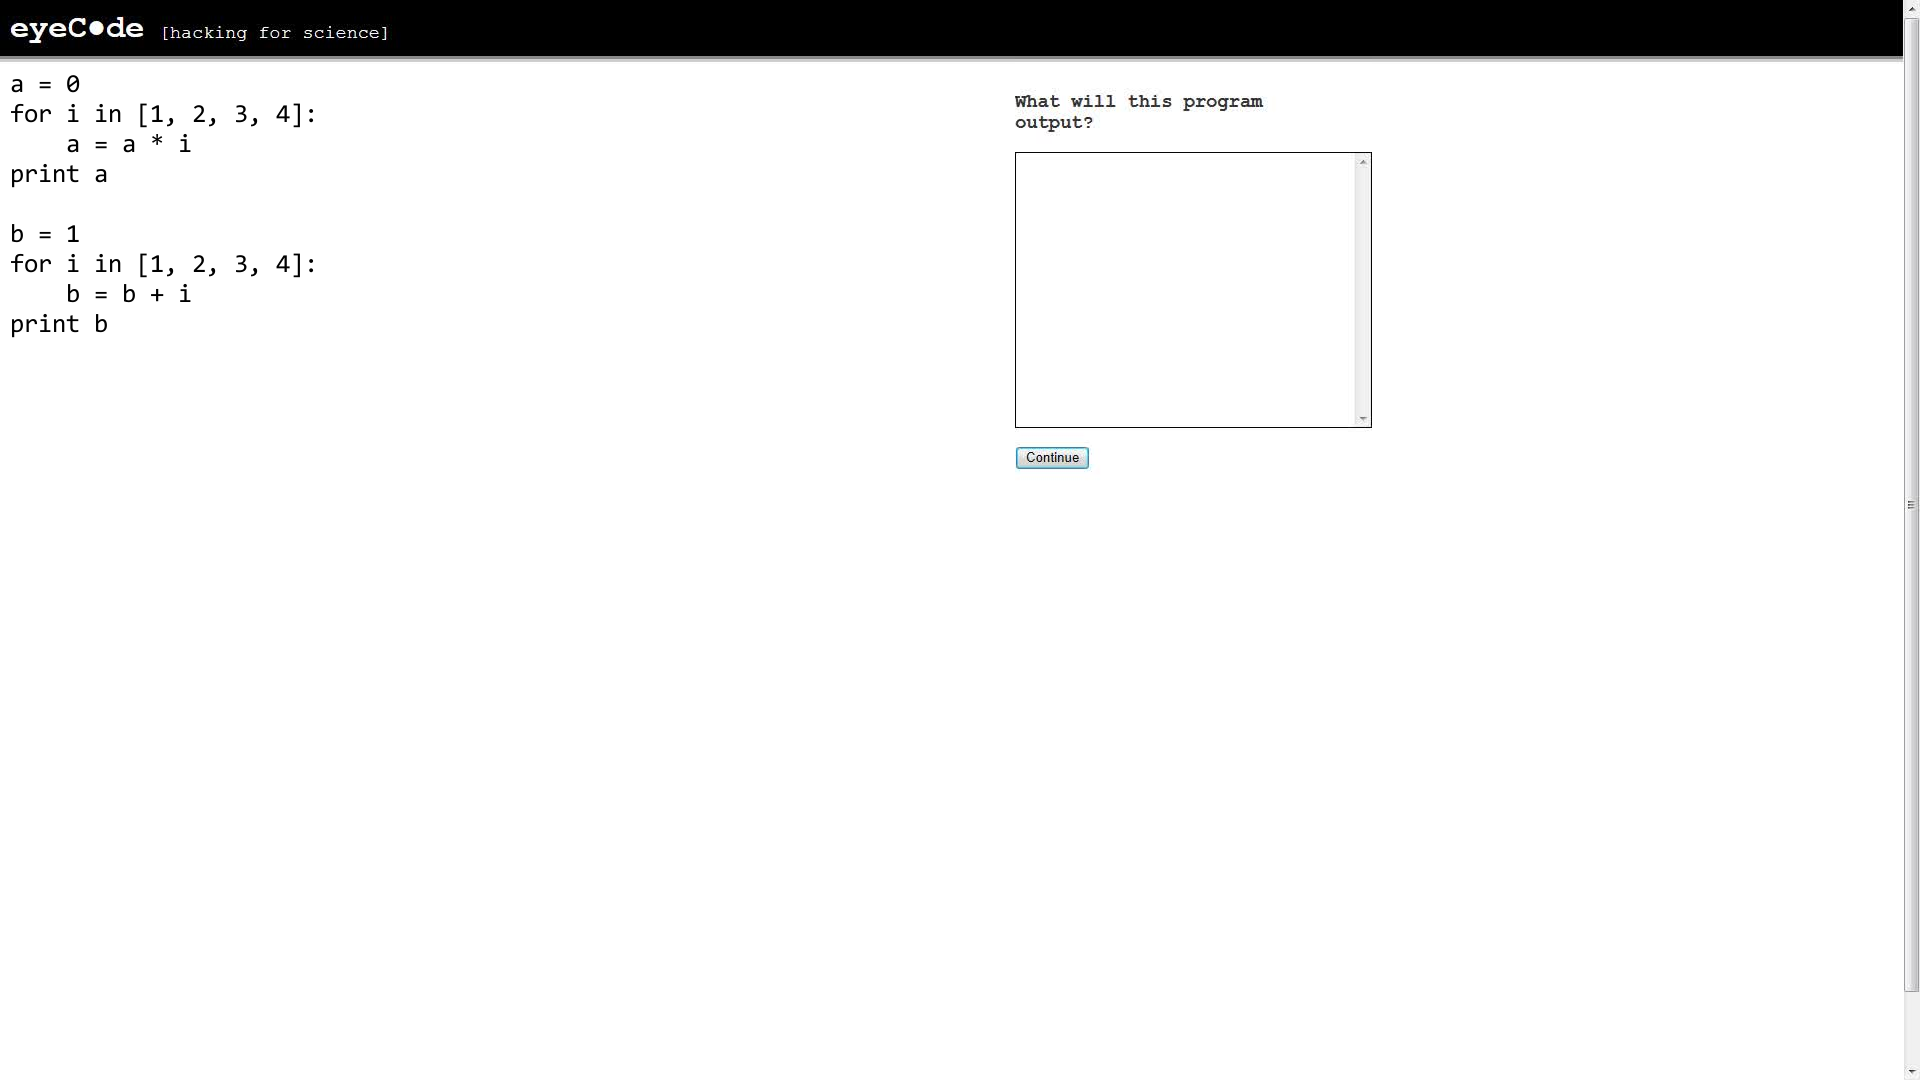 eyeC●de [hacking for science]
a = 0
for i in [1, 2, 3, 4]:
    a = a * i
print a

b = 1
for i in [1, 2, 3, 4]:
    b = b + i
print b
What will this program
output?
Continue